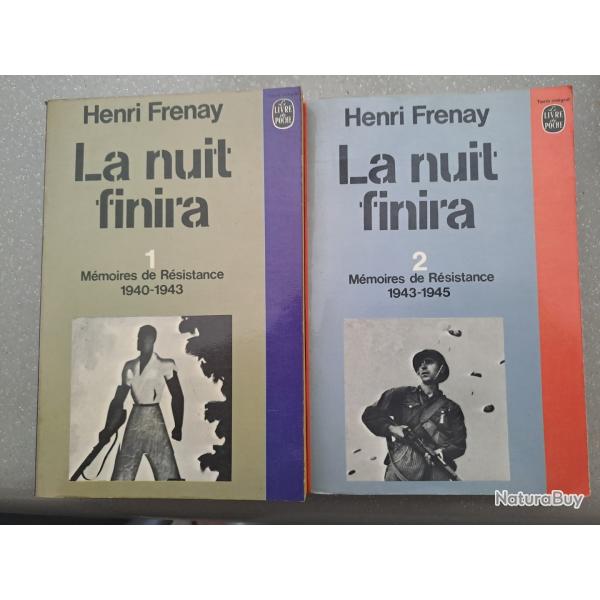 Henri Frenay
La nuit
finira
1
Mémoires de Résistance
1940-1943
Le
LIVRE
de
POCHE
Henri Frenay
La nuit
finira
2
Mémoires de Résistance
1943-1945
Texte intégral
Le
LIVRE
de
POCHE
NaturaBuy